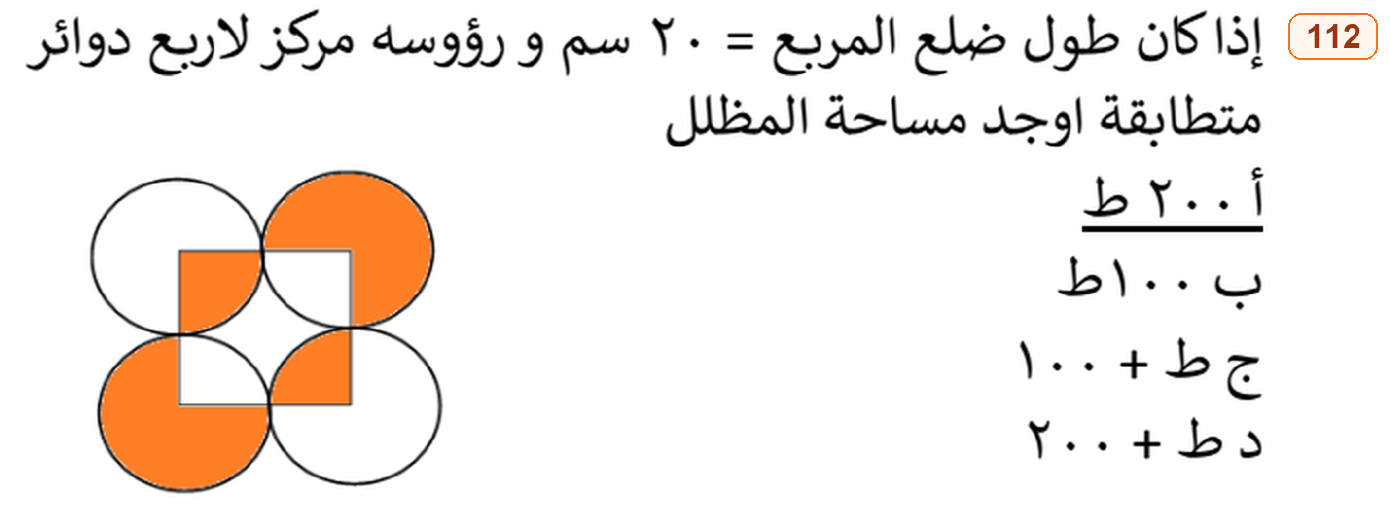 112 إذا كان طول ضلع المربع = ٢٠ سم و رؤوسه مركز لاربع دوائر
متطابقة اوجد مساحة المظلل
أ ٢٠٠ ط
ب ١٠٠ط
ج ط + ١٠٠
د ط + ٢٠٠